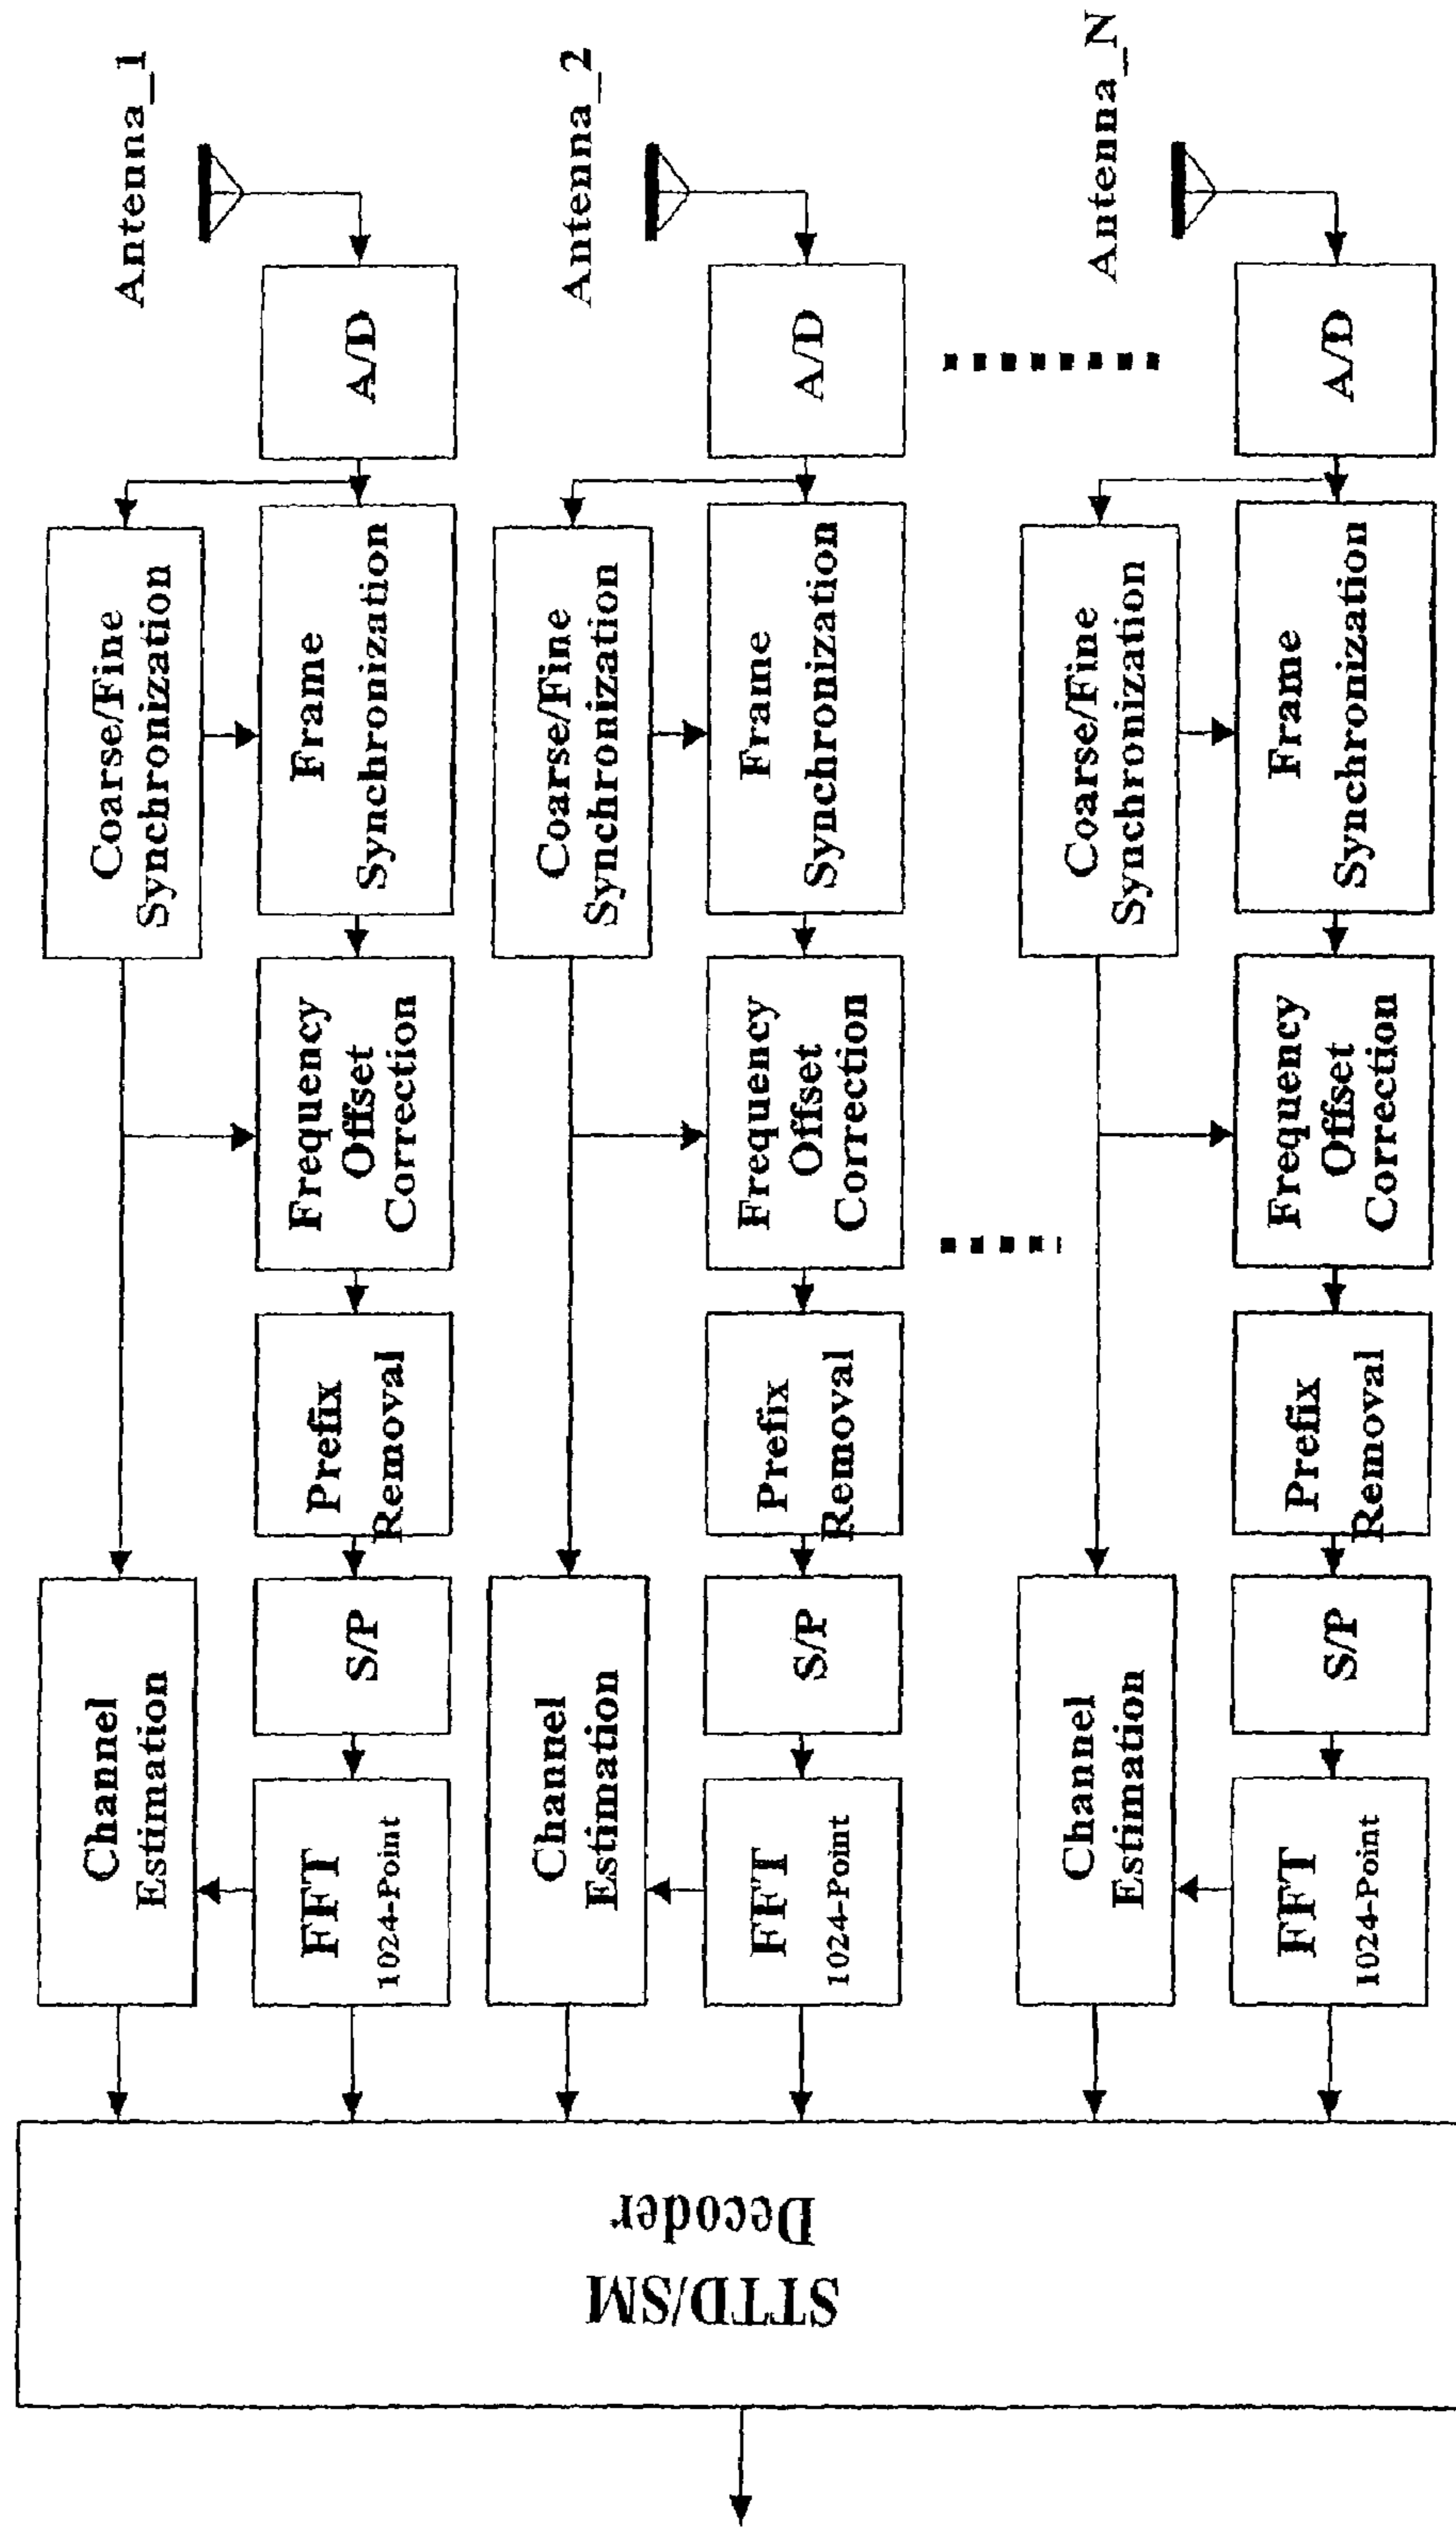 Antenna_1
A/D
Coarse/Fine
Synchronization
Frame
Synchronization
Frequency
Offset
Correction
Prefix
Removal
S/P
FFT
1024-Point
Channel
Estimation
Antenna_2
A/D
Coarse/Fine
Synchronization
Frame
Synchronization
Frequency
Offset
Correction
Prefix
Removal
S/P
FFT
1024-Point
Channel
Estimation
Antenna_N
A/D
Coarse/Fine
Synchronization
Frame
Synchronization
Frequency
Offset
Correction
Prefix
Removal
S/P
FFT
1024-Point
Channel
Estimation
STTD/SM
Decoder